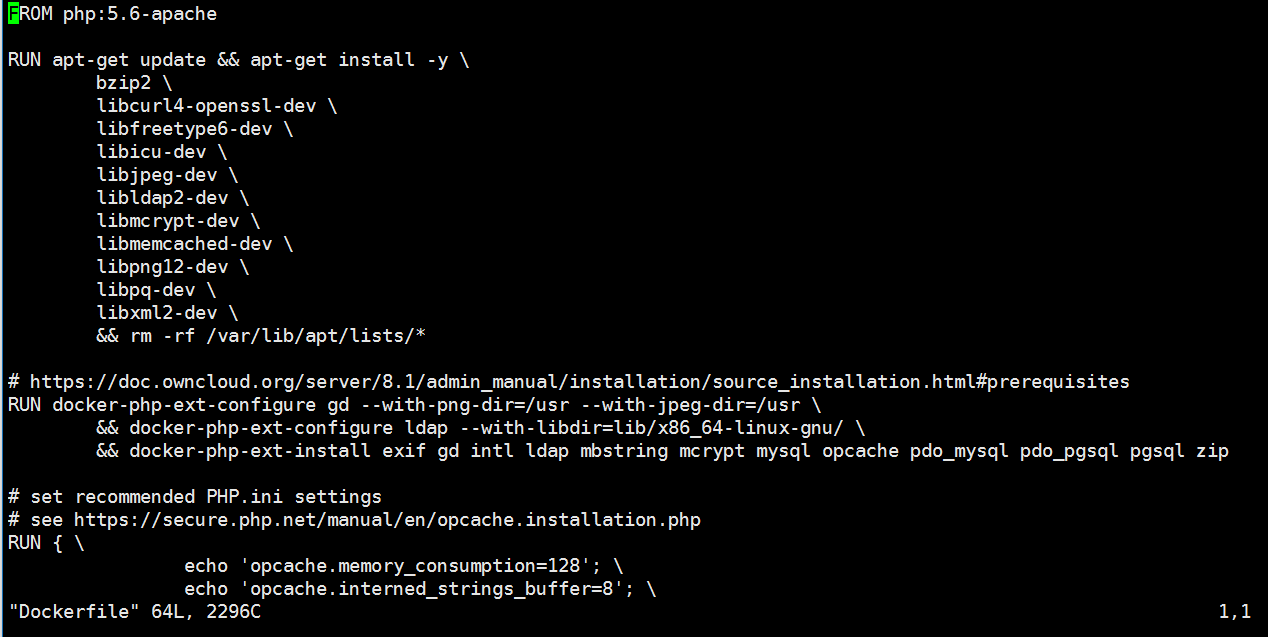 FROM php:5.6-apache

RUN apt-get update && apt-get install -y \
        bzip2 \
        libcurl4-openssl-dev \
        libfreetype6-dev \
        libicu-dev \
        libjpeg-dev \
        libldap2-dev \
        libmcrypt-dev \
        libmemcached-dev \
        libpng12-dev \
        libpq-dev \
        libxml2-dev \
        && rm -rf /var/lib/apt/lists/*

# https://doc.owncloud.org/server/8.1/admin_manual/installation/source_installation.html#prerequisites
RUN docker-php-ext-configure gd --with-png-dir=/usr --with-jpeg-dir=/usr \
        && docker-php-ext-configure ldap --with-libdir=lib/x86_64-linux-gnu/ \
        && docker-php-ext-install exif gd intl ldap mbstring mcrypt mysql opcache pdo_mysql pdo_pgsql pgsql zip

# set recommended PHP.ini settings
# see https://secure.php.net/manual/en/opcache.installation.php
RUN { \
                echo 'opcache.memory_consumption=128'; \
                echo 'opcache.interned_strings_buffer=8'; \
"Dockerfile" 64L, 2296C 1,1